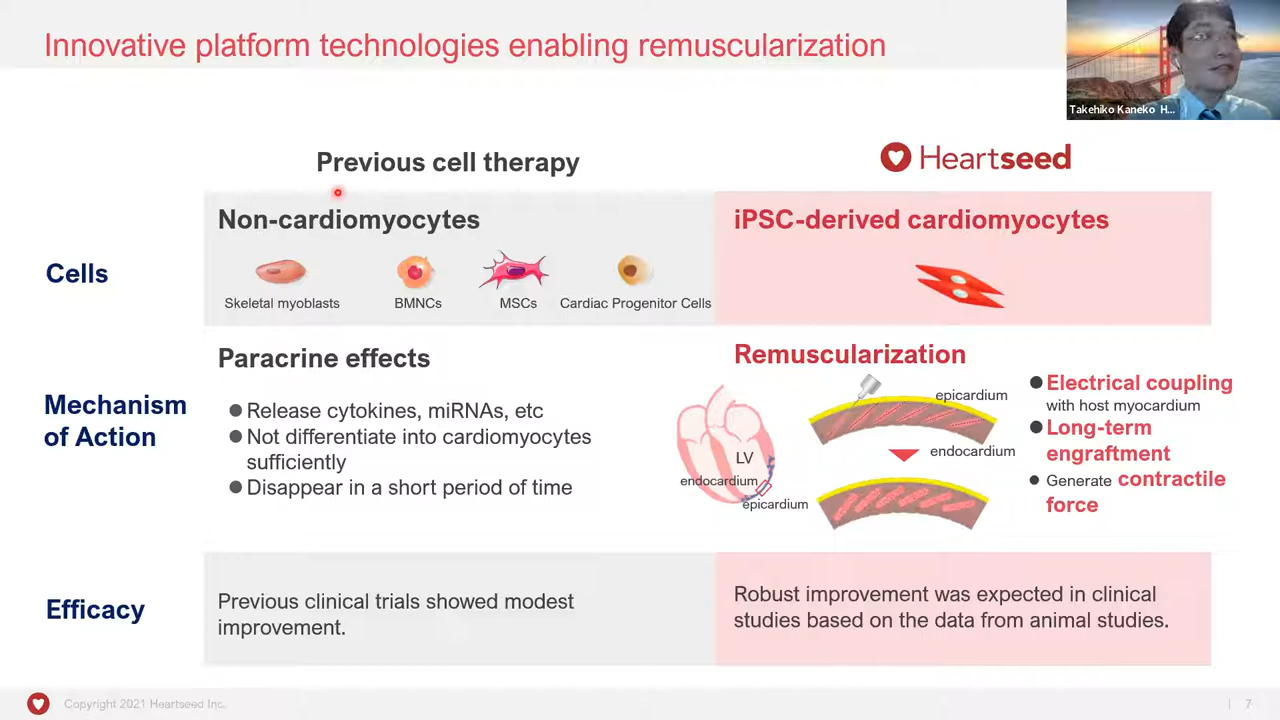 Innovative platform technologies enabling remuscularization
Takehiko Kaneko H...
Previous cell therapy
Heartseed
Non-cardiomyocytes
iPSC-derived cardiomyocytes
Cells
Skeletal myoblasts
BMNCs
MSCs
Cardiac Progenitor Cells
Mechanism
of Action
Paracrine effects
● Release cytokines, miRNAs, etc
● Not differentiate into cardiomyocytes
sufficiently
● Disappear in a short period of time
Remuscularization
LV
endocardium
epicardium
epicardium
endocardium
● Electrical coupling
with host myocardium
● Long-term
engraftment
● Generate contractile
force
Efficacy
Previous clinical trials showed modest
improvement.
Robust improvement was expected in clinical
studies based on the data from animal studies.
Copyright 2021 Heartseed Inc.
7